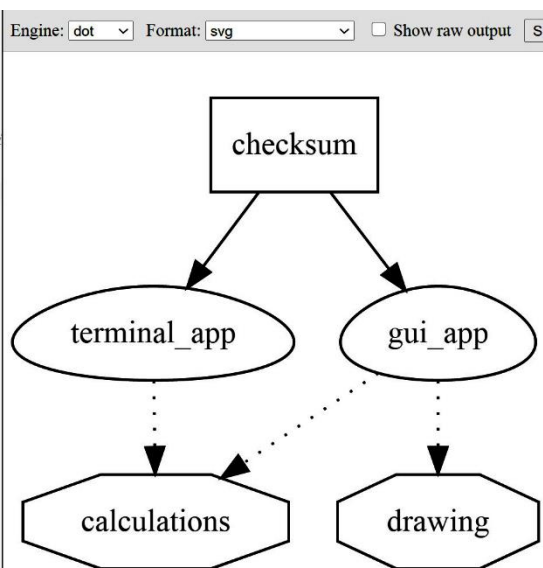 Engine: dot Format: svg Show raw output S
checksum
terminal_app gui_app
calculations drawing